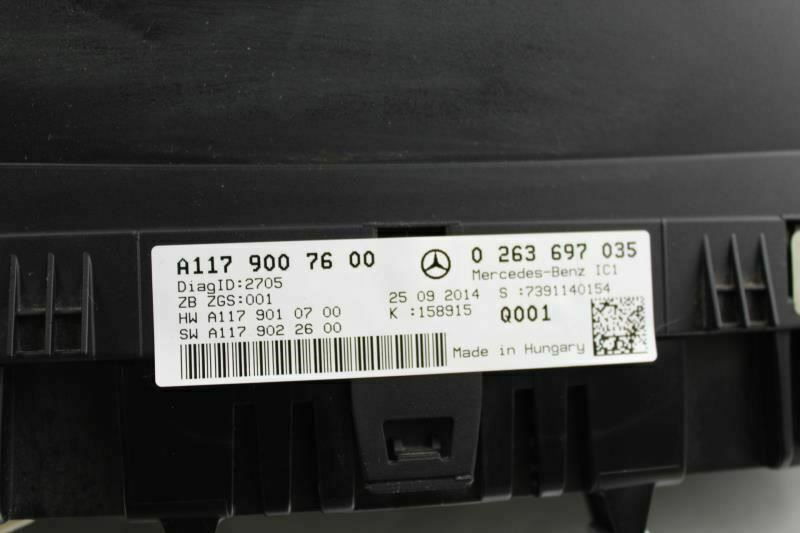 A117 900 76 00 0 263 697 035
DiagID:2705 Mercedes-Benz IC1
ZB ZGS:001 25 09 2014 S :7391140154
HW A117 901 07 00 K :158915 Q001
SW A117 902 26 00
Made in Hungary